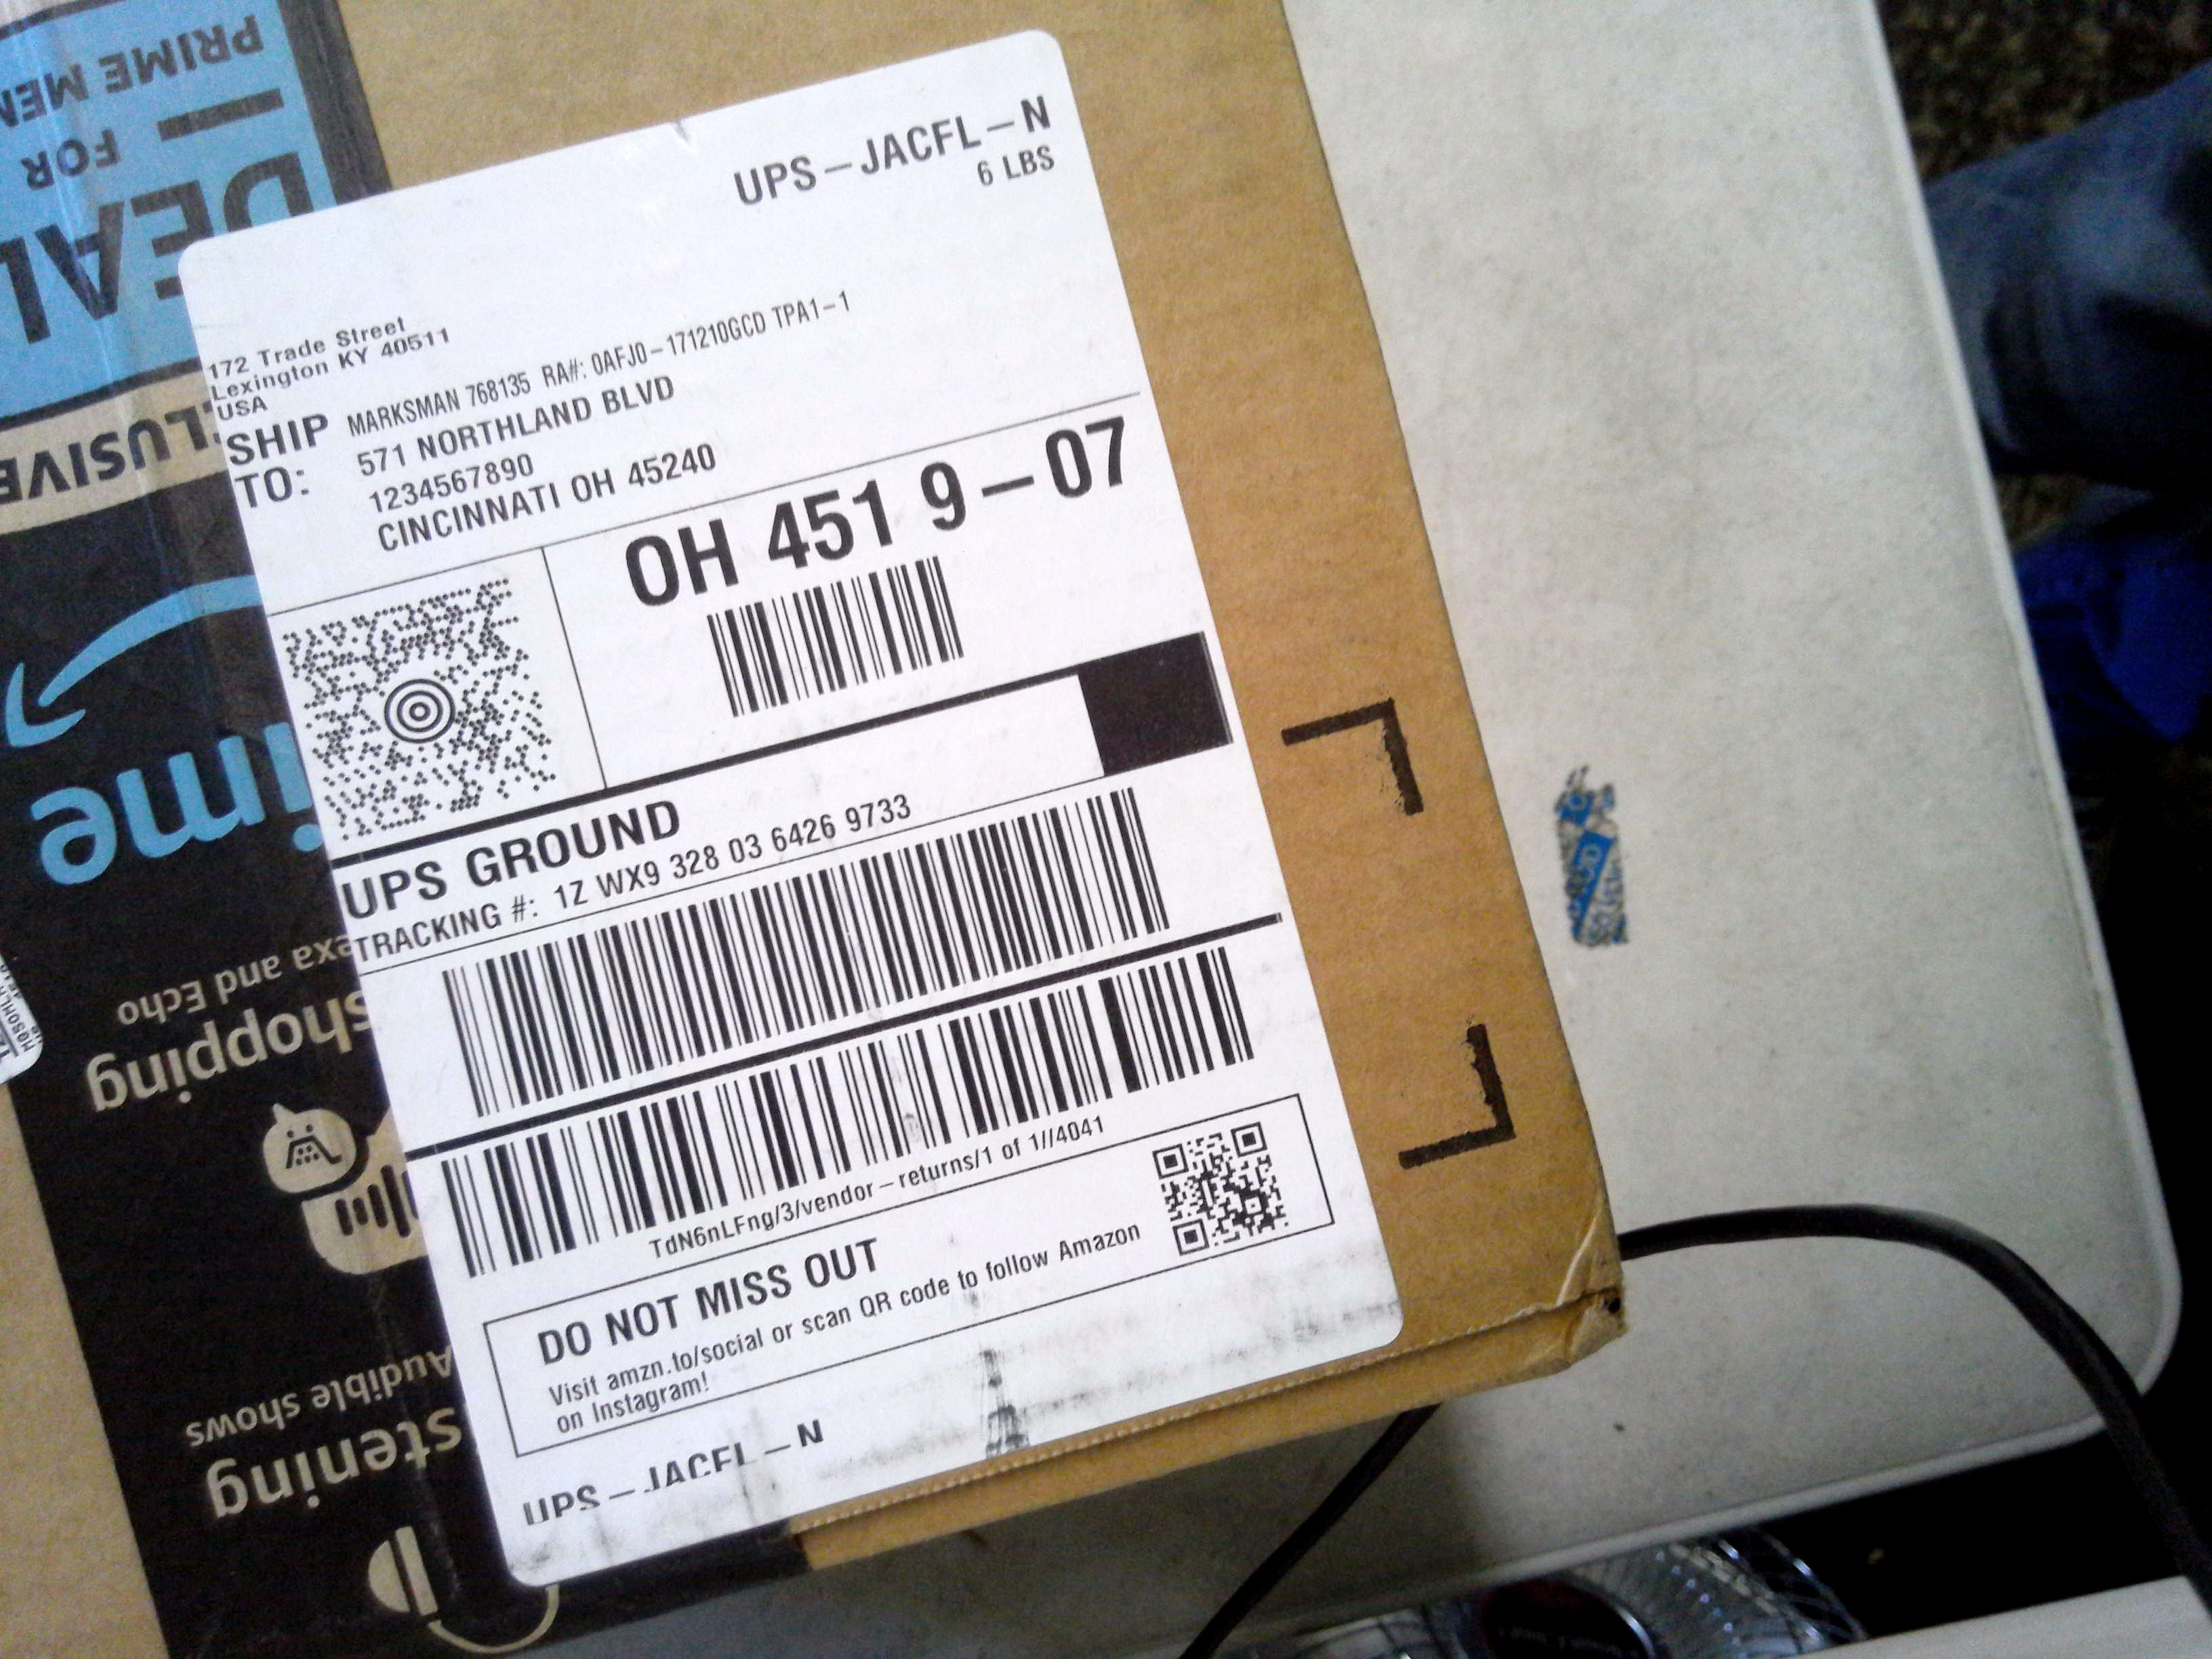 UPS-JACFL-N
6 LBS
172 Trade Street
Lexington KY 40511
USA
SHIP TO:
MARKSMAN 768135 RA#: 0AFJ0-171210GCD TPA1-1
571 NORTHLAND BLVD
1234567890
CINCINNATI OH 45240
OH 451 9-07
UPS GROUND
TRACKING #: 1Z WX9 328 03 6426 9733
TdN6nLFng/3/vendor-returns/1 of 1//4041
DO NOT MISS OUT
Visit amzn.to/social or scan QR code to follow Amazon
on Instagram!
UPS-JACFL-N
stening
Audible shows
hopping
exa and Echo
ime
LUSIVE
DEAL
FOR
PRIME MEM